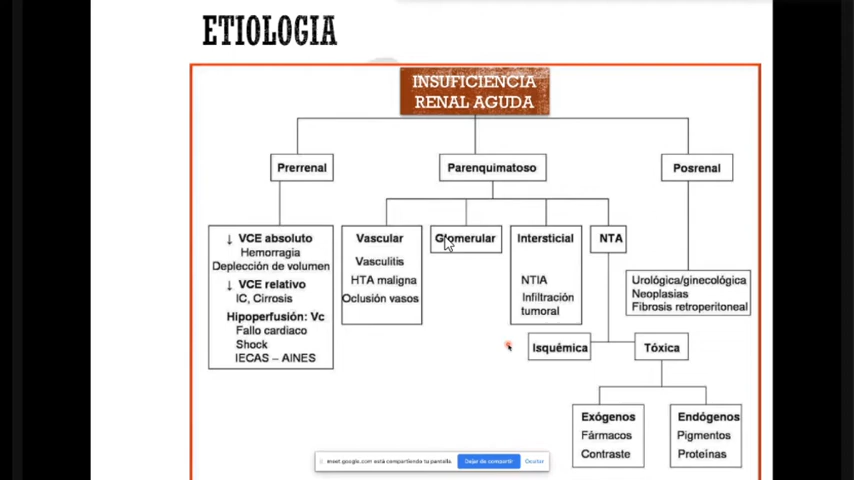 ETIOLOGIA
INSUFICIENCIA
RENAL AGUDA
Prerrenal
Parenquimatoso
Posrenal
↓ VCE absoluto
Hemorragia
Deplección de volumen
↓ VCE relativo
IC, Cirrosis
Hipoperfusión: Vc
Fallo cardiaco
Shock
IECAS – AINES
Vascular
Vasculitis
HTA maligna
Oclusión vasos
Glomerular
Intersticial
NTIA
Infiltración
tumoral
NTA
Urológica/ginecológica
Neoplasias
Fibrosis retroperitoneal
Isquémica
Tóxica
Exógenos
Fármacos
Contraste
Endógenos
Pigmentos
Proteínas
meet.google.com está compartiendo tu pantalla.
Dejar de compartir
Ocultar